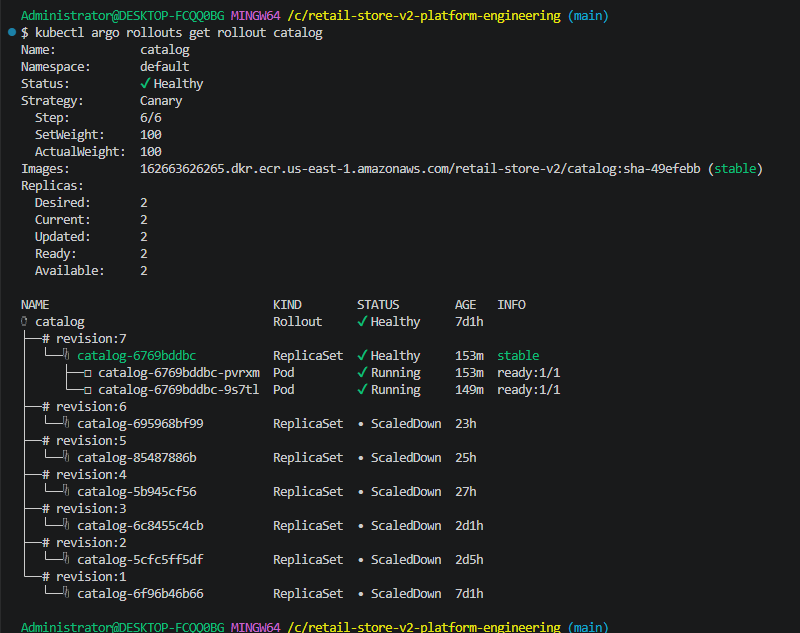 Administrator@DESKTOP-FCQQ0BG MINGW64 /c/retail-store-v2-platform-engineering (main)
$ kubectl argo rollouts get rollout catalog
Name:            catalog
Namespace:       default
Status:          ✔ Healthy
Strategy:        Canary
  Step:          6/6
  SetWeight:     100
  ActualWeight:  100
Images:          162663626265.dkr.ecr.us-east-1.amazonaws.com/retail-store-v2/catalog:sha-49efebb (stable)
Replicas:
  Desired:       2
  Current:       2
  Updated:       2
  Ready:         2
  Available:     2

NAME                                 KIND        STATUS        AGE   INFO
⟳ catalog                            Rollout     ✔ Healthy     7d1h
├──# revision:7
│  └──⧉ catalog-6769bddbc            ReplicaSet  ✔ Healthy     153m  stable
│     ├──□ catalog-6769bddbc-pvrxm   Pod         ✔ Running     153m  ready:1/1
│     └──□ catalog-6769bddbc-9s7tl   Pod         ✔ Running     149m  ready:1/1
├──# revision:6
│  └──⧉ catalog-695968bf99           ReplicaSet  • ScaledDown  23h
├──# revision:5
│  └──⧉ catalog-85487886b            ReplicaSet  • ScaledDown  25h
├──# revision:4
│  └──⧉ catalog-5b945cf56            ReplicaSet  • ScaledDown  27h
├──# revision:3
│  └──⧉ catalog-6c8455c4cb           ReplicaSet  • ScaledDown  2d1h
├──# revision:2
│  └──⧉ catalog-5cfc5ff5df           ReplicaSet  • ScaledDown  2d5h
└──# revision:1
   └──⧉ catalog-6f96b46b66           ReplicaSet  • ScaledDown  7d1h

Administrator@DESKTOP-FCQQ0BG MINGW64 /c/retail-store-v2-platform-engineering (main)